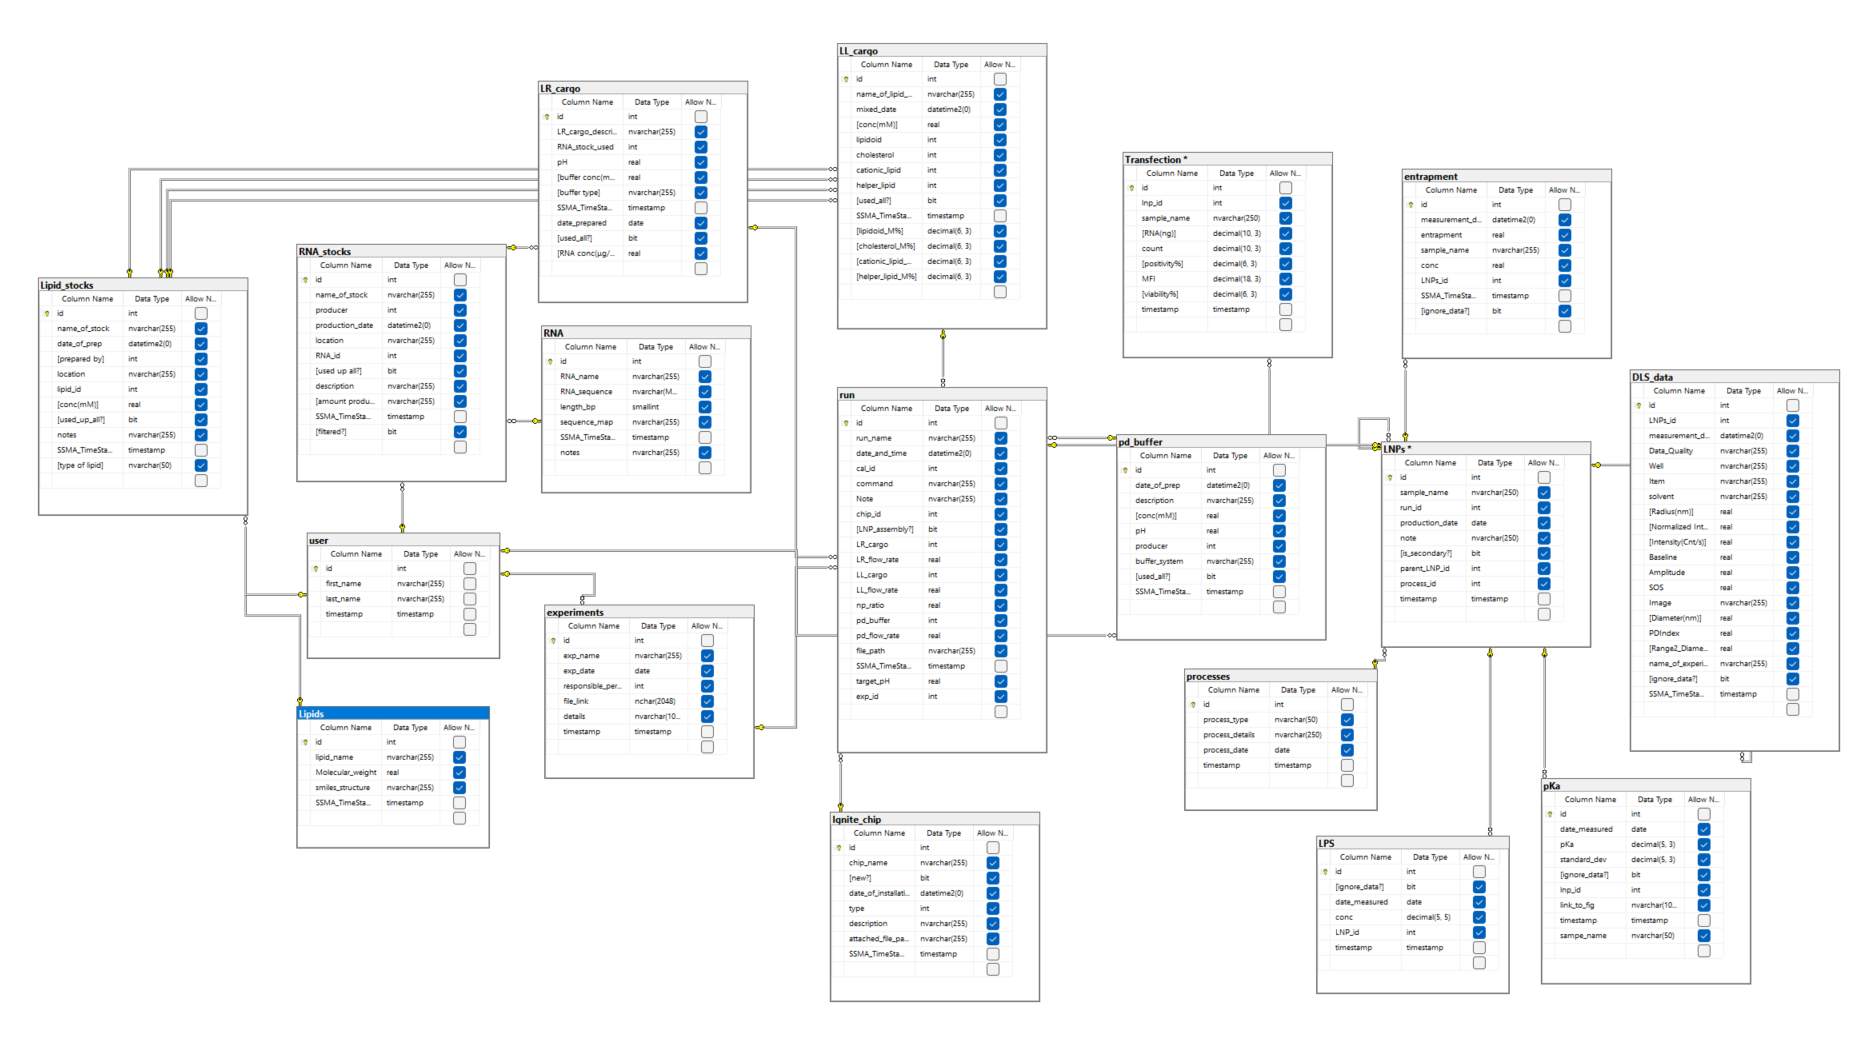 LL_cargo
Column Name Data Type Allow N...
id int
name_of_lipid_... nvarchar(255)
mixed_date datetime2(0)
[conc(mM)] real
lipidoid int
cholesterol int
cationic_lipid int
helper_lipid int
[used_all?] bit
SSMA_TimeSta... timestamp
[lipidoid_M%] decimal(6, 3)
[cholesterol_M%] decimal(6, 3)
[cationic_lipid_... decimal(6, 3)
[helper_lipid_M%] decimal(6, 3)
LR_cargo
Column Name Data Type Allow N...
id int
LR_cargo_descri... nvarchar(255)
RNA_stock_used int
pH real
[buffer conc(m... real
[buffer type] nvarchar(255)
SSMA_TimeSta... timestamp
date_prepared date
[used_all?] bit
[RNA conc(µg/... real
Transfection *
Column Name Data Type Allow N...
id int
lnp_id int
sample_name nvarchar(250)
[RNA(ng)] decimal(10, 3)
count decimal(10, 3)
[positivity%] decimal(6, 3)
MFI decimal(18, 3)
[viability%] decimal(6, 3)
timestamp timestamp
entrapment
Column Name Data Type Allow N...
id int
measurement_d... datetime2(0)
entrapment real
sample_name nvarchar(255)
conc real
LNPs_id int
SSMA_TimeSta... timestamp
[ignore_data?] bit
RNA_stocks
Column Name Data Type Allow N...
id int
name_of_stock nvarchar(255)
producer int
production_date datetime2(0)
location nvarchar(255)
RNA_id int
[used up all?] bit
description nvarchar(255)
[amount produ... nvarchar(255)
SSMA_TimeSta... timestamp
[filtered?] bit
Lipid_stocks
Column Name Data Type Allow N...
id int
name_of_stock nvarchar(255)
date_of_prep datetime2(0)
[prepared by] int
location nvarchar(255)
lipid_id int
[conc(mM)] real
[used_up_all?] bit
notes nvarchar(255)
SSMA_TimeSta... timestamp
[type of lipid] nvarchar(50)
RNA
Column Name Data Type Allow N...
id int
RNA_name nvarchar(255)
RNA_sequence nvarchar(M...
length_bp smallint
sequence_map nvarchar(255)
SSMA_TimeSta... timestamp
notes nvarchar(255)
run
Column Name Data Type Allow N...
id int
run_name nvarchar(255)
date_and_time datetime2(0)
cal_id int
command nvarchar(255)
Note nvarchar(255)
chip_id int
[LNP_assembly?] bit
LR_cargo int
LR_flow_rate real
LL_cargo int
LL_flow_rate real
np_ratio real
pd_buffer int
pd_flow_rate real
file_path nvarchar(255)
SSMA_TimeSta... timestamp
target_pH real
exp_id int
pd_buffer
Column Name Data Type Allow N...
id int
date_of_prep datetime2(0)
description nvarchar(255)
[conc(mM)] real
pH real
producer int
buffer_system nvarchar(255)
[used_all?] bit
SSMA_TimeSta... timestamp
LNPs *
Column Name Data Type Allow N...
id int
sample_name nvarchar(250)
run_id int
production_date date
note nvarchar(250)
[is_secondary?] bit
parent_LNP_id int
process_id int
timestamp timestamp
DLS_data
Column Name Data Type Allow N...
id int
LNPs_id int
measurement_d... datetime2(0)
Data_Quality nvarchar(255)
Well nvarchar(255)
Item nvarchar(255)
solvent nvarchar(255)
[Radius(nm)] real
[Normalized Int... real
[Intensity(Cnt/s)] real
Baseline real
Amplitude real
SOS real
Image nvarchar(255)
[Diameter(nm)] real
PDIndex real
[Range2_Diame... real
name_of_experi... nvarchar(255)
[ignore_data?] bit
SSMA_TimeSta... timestamp
user
Column Name Data Type Allow N...
id int
first_name nvarchar(255)
last_name nvarchar(255)
timestamp timestamp
experiments
Column Name Data Type Allow N...
id int
exp_name nvarchar(255)
exp_date date
responsible_per... int
file_link nchar(2048)
details nvarchar(10...
timestamp timestamp
processes
Column Name Data Type Allow N...
id int
process_type nvarchar(50)
process_details nvarchar(250)
process_date date
timestamp timestamp
Lipids
Column Name Data Type Allow N...
id int
lipid_name nvarchar(255)
Molecular_weight real
smiles_structure nvarchar(255)
SSMA_TimeSta... timestamp
Ignite_chip
Column Name Data Type Allow N...
id int
chip_name nvarchar(255)
[new?] bit
date_of_installati... datetime2(0)
type int
description nvarchar(255)
attached_file_pa... nvarchar(255)
SSMA_TimeSta... timestamp
LPS
Column Name Data Type Allow N...
id int
[ignore_data?] bit
date_measured date
conc decimal(5, 5)
LNP_id int
timestamp timestamp
pKa
Column Name Data Type Allow N...
id int
date_measured date
pKa decimal(5, 3)
standard_dev decimal(5, 3)
[ignore_data?] bit
lnp_id int
link_to_fig nvarchar(10...
timestamp timestamp
sampe_name nvarchar(50)